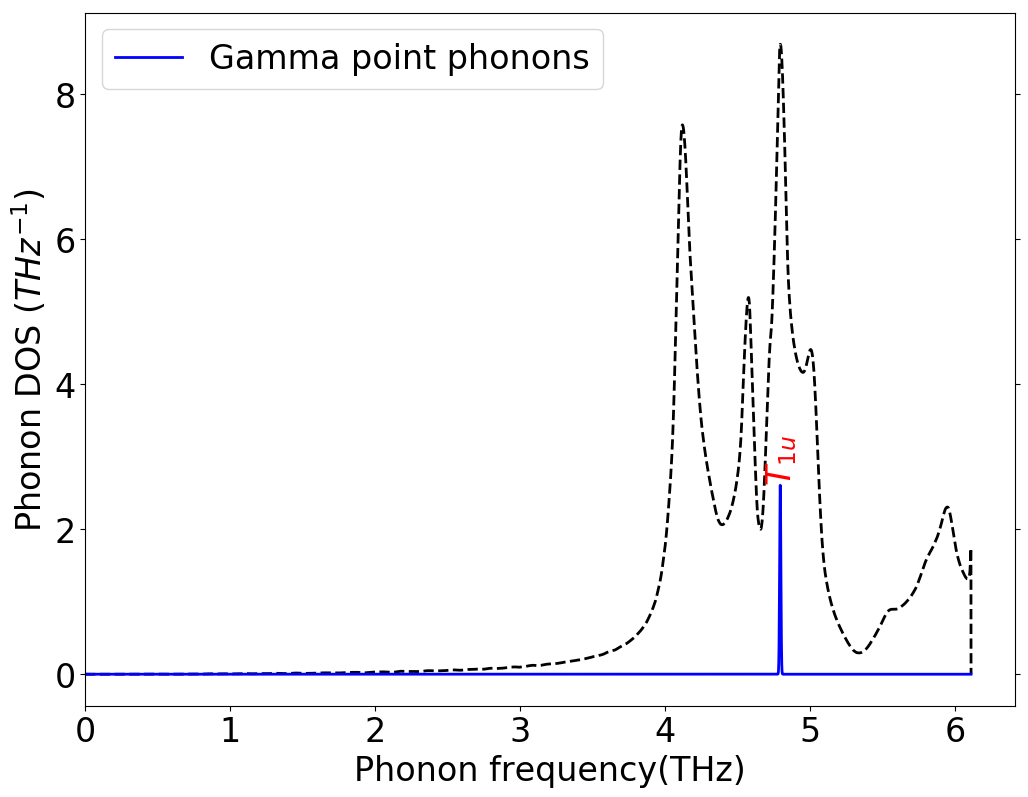 Gamma point phonons
8
6
4
2
0
Phonon DOS (THz⁻¹)
T₁ᵤ
0 1 2 3 4 5 6
Phonon frequency(THz)